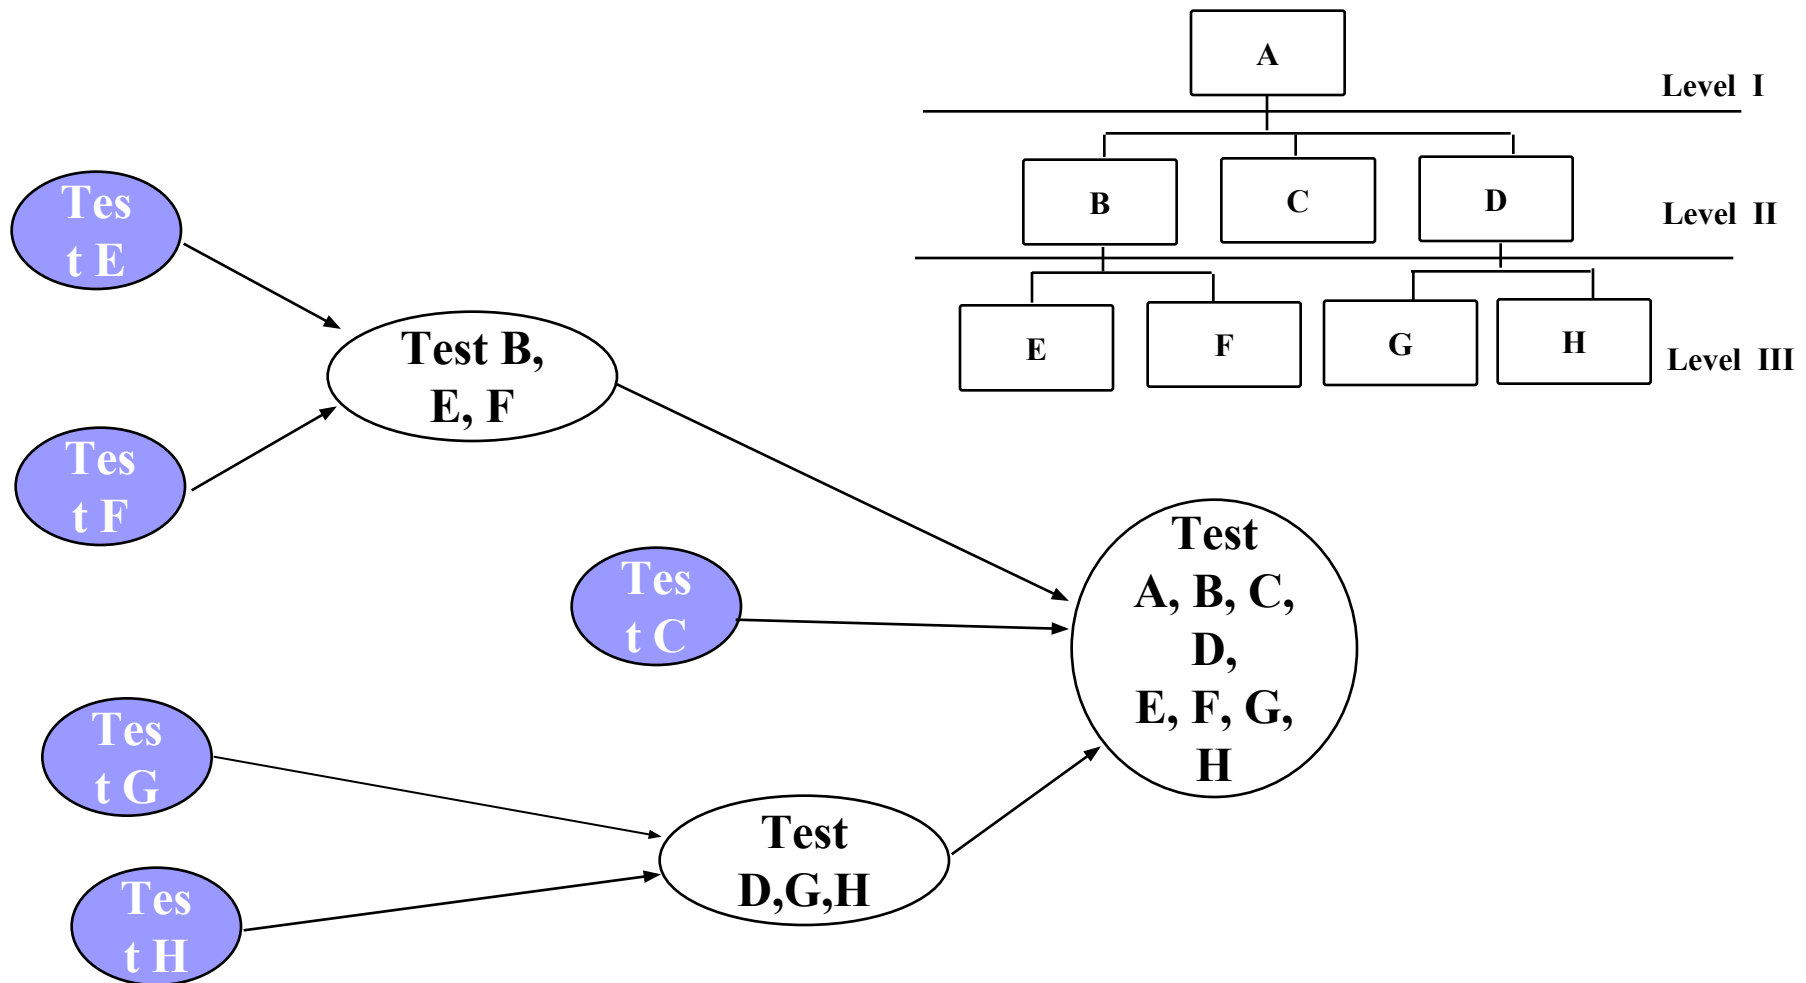 A
Level I
B
C
D
Level II
E
F
G
H
Level III
Tes
t E
Test B,
E, F
Tes
t F
Tes
t C
Test
A, B, C,
D,
E, F, G,
H
Tes
t G
Test
D,G,H
Tes
t H